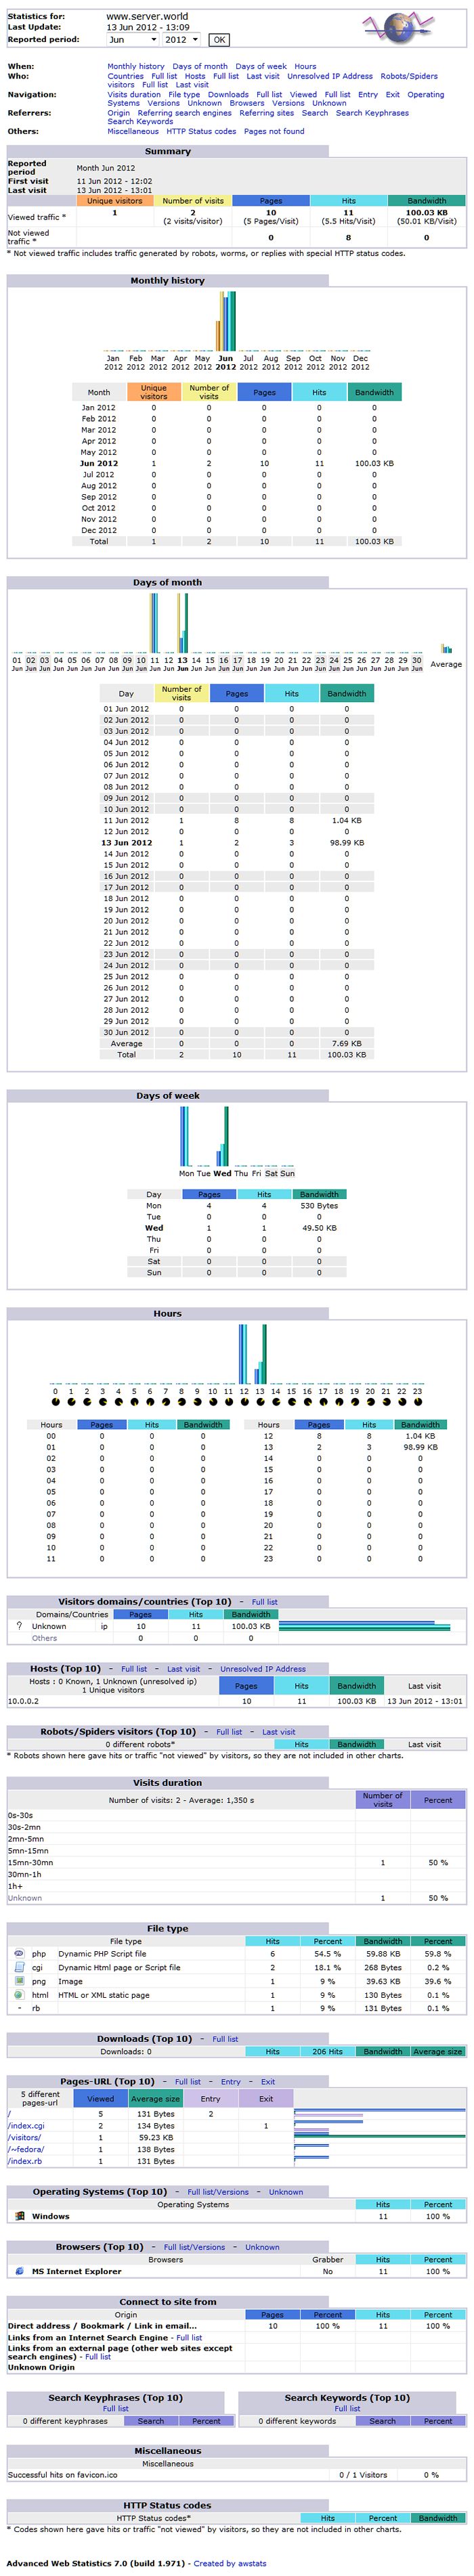 Statistics for: www.server.world
Last Update: 13 Jun 2012 - 13:09
Reported period: Jun 2012 OK
When: Monthly history Days of month Days of week Hours
Who: Countries Full list Hosts Full list Last visit Unresolved IP Address Robots/Spiders
visitors Full list Last visit
Navigation: Visits duration File type Downloads Full list Viewed Full list Entry Exit Operating
Systems Versions Unknown Browsers Versions Unknown
Referrers: Origin Referring search engines Referring sites Search Search Keyphrases
Search Keywords
Others: Miscellaneous HTTP Status codes Pages not found
Summary
Reported
period Month Jun 2012
First visit 11 Jun 2012 - 12:02
Last visit 13 Jun 2012 - 13:01
Unique visitors Number of visits Pages Hits Bandwidth
Viewed traffic * 1 2 10 11 100.03 KB
(2 visits/visitor) (5 Pages/Visit) (5.5 Hits/Visit) (50.01 KB/Visit)
Not viewed
traffic * 0 8 0
* Not viewed traffic includes traffic generated by robots, worms, or replies with special HTTP status codes.
Monthly history
Jan Feb Mar Apr May Jun Jul Aug Sep Oct Nov Dec
2012 2012 2012 2012 2012 2012 2012 2012 2012 2012 2012 2012
Month Unique visitors Number of visits Pages Hits Bandwidth
Jan 2012 0 0 0 0 0
Feb 2012 0 0 0 0 0
Mar 2012 0 0 0 0 0
Apr 2012 0 0 0 0 0
May 2012 0 0 0 0 0
Jun 2012 1 2 10 11 100.03 KB
Jul 2012 0 0 0 0 0
Aug 2012 0 0 0 0 0
Sep 2012 0 0 0 0 0
Oct 2012 0 0 0 0 0
Nov 2012 0 0 0 0 0
Dec 2012 0 0 0 0 0
Total 1 2 10 11 100.03 KB
Days of month
01 02 03 04 05 06 07 08 09 10 11 12 13 14 15 16 17 18 19 20 21 22 23 24 25 26 27 28 29 30
Jun Jun Jun Jun Jun Jun Jun Jun Jun Jun Jun Jun Jun Jun Jun Jun Jun Jun Jun Jun Jun Jun Jun Jun Jun Jun Jun Jun Jun Jun Average
Day Number of visits Pages Hits Bandwidth
01 Jun 2012 0 0 0 0
02 Jun 2012 0 0 0 0
03 Jun 2012 0 0 0 0
04 Jun 2012 0 0 0 0
05 Jun 2012 0 0 0 0
06 Jun 2012 0 0 0 0
07 Jun 2012 0 0 0 0
08 Jun 2012 0 0 0 0
09 Jun 2012 0 0 0 0
10 Jun 2012 0 0 0 0
11 Jun 2012 1 8 8 1.04 KB
12 Jun 2012 0 0 0 0
13 Jun 2012 1 2 3 98.99 KB
14 Jun 2012 0 0 0 0
15 Jun 2012 0 0 0 0
16 Jun 2012 0 0 0 0
17 Jun 2012 0 0 0 0
18 Jun 2012 0 0 0 0
19 Jun 2012 0 0 0 0
20 Jun 2012 0 0 0 0
21 Jun 2012 0 0 0 0
22 Jun 2012 0 0 0 0
23 Jun 2012 0 0 0 0
24 Jun 2012 0 0 0 0
25 Jun 2012 0 0 0 0
26 Jun 2012 0 0 0 0
27 Jun 2012 0 0 0 0
28 Jun 2012 0 0 0 0
29 Jun 2012 0 0 0 0
30 Jun 2012 0 0 0 0
Average 0 0 0 7.69 KB
Total 2 10 11 100.03 KB
Days of week
Mon Tue Wed Thu Fri Sat Sun
Day Pages Hits Bandwidth
Mon 4 4 530 Bytes
Tue 0 0 0
Wed 1 1 49.50 KB
Thu 0 0 0
Fri 0 0 0
Sat 0 0 0
Sun 0 0 0
Hours
0 1 2 3 4 5 6 7 8 9 10 11 12 13 14 15 16 17 18 19 20 21 22 23
Hours Pages Hits Bandwidth Hours Pages Hits Bandwidth
00 0 0 0 12 8 8 1.04 KB
01 0 0 0 13 2 3 98.99 KB
02 0 0 0 14 0 0 0
03 0 0 0 15 0 0 0
04 0 0 0 16 0 0 0
05 0 0 0 17 0 0 0
06 0 0 0 18 0 0 0
07 0 0 0 19 0 0 0
08 0 0 0 20 0 0 0
09 0 0 0 21 0 0 0
10 0 0 0 22 0 0 0
11 0 0 0 23 0 0 0
Visitors domains/countries (Top 10) - Full list
Domains/Countries Pages Hits Bandwidth
? Unknown ip 10 11 100.03 KB
Others 0 0 0
Hosts (Top 10) - Full list - Last visit - Unresolved IP Address
Hosts : 0 Known, 1 Unknown (unresolved ip)
1 Unique visitors Pages Hits Bandwidth Last visit
10.0.0.2 10 11 100.03 KB 13 Jun 2012 - 13:01
Robots/Spiders visitors (Top 10) - Full list - Last visit
0 different robots* Hits Bandwidth Last visit
* Robots shown here gave hits or traffic "not viewed" by visitors, so they are not included in other charts.
Visits duration
Number of visits: 2 - Average: 1,350 s Number of visits Percent
0s-30s
30s-2mn
2mn-5mn
5mn-15mn
15mn-30mn 1 50 %
30mn-1h
1h+
Unknown 1 50 %
File type
File type Hits Percent Bandwidth Percent
php Dynamic PHP Script file 6 54.5 % 59.88 KB 59.8 %
cgi Dynamic Html page or Script file 2 18.1 % 268 Bytes 0.2 %
png Image 1 9 % 39.63 KB 39.6 %
html HTML or XML static page 1 9 % 130 Bytes 0.1 %
- rb 1 9 % 131 Bytes 0.1 %
Downloads (Top 10) - Full list
Downloads: 0 Hits 206 Hits Bandwidth Average size
Pages-URL (Top 10) - Full list - Entry - Exit
5 different
pages-url Viewed Average size Entry Exit
/ 5 131 Bytes 2
/index.cgi 2 134 Bytes 1
/visitors/ 1 59.23 KB
/~fedora/ 1 138 Bytes
/index.rb 1 131 Bytes
Operating Systems (Top 10) - Full list/Versions - Unknown
Operating Systems Hits Percent
Windows 11 100 %
Browsers (Top 10) - Full list/Versions - Unknown
Browsers Grabber Hits Percent
MS Internet Explorer No 11 100 %
Connect to site from
Origin Pages Percent Hits Percent
Direct address / Bookmark / Link in email... 10 100 % 11 100 %
Links from an Internet Search Engine - Full list
Links from an external page (other web sites except
search engines) - Full list
Unknown Origin
Search Keyphrases (Top 10) Search Keywords (Top 10)
Full list Full list
0 different keyphrases Search Percent 0 different keywords Search Percent
Miscellaneous
Miscellaneous
Successful hits on favicon.ico 0 / 1 Visitors 0 %
HTTP Status codes
HTTP Status codes* Hits Percent Bandwidth
* Codes shown here gave hits or traffic "not viewed" by visitors, so they are not included in other charts.
Advanced Web Statistics 7.0 (build 1.971) - Created by awstats